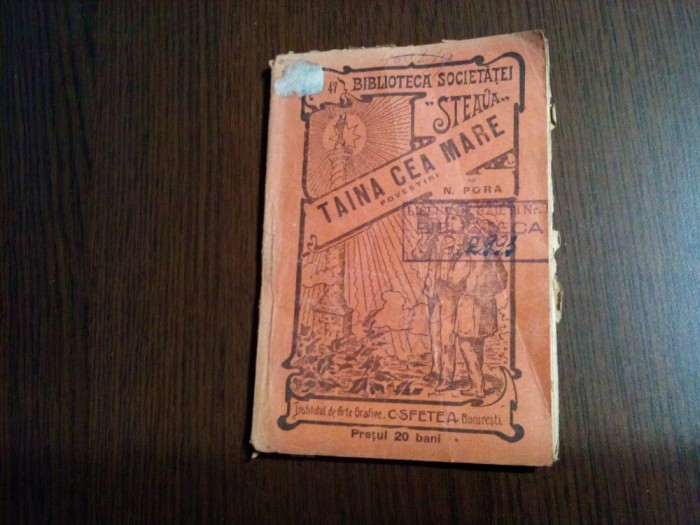 47 BIBLIOTECA SOCIETĂȚEI
"STEAUA"
TAINA CEA MARE
POVESTIRI
DE
N. PORA
BIBLIOTECA
Institutul de Arte Grafice, C. SFETEA, București.
Prețul 20 bani